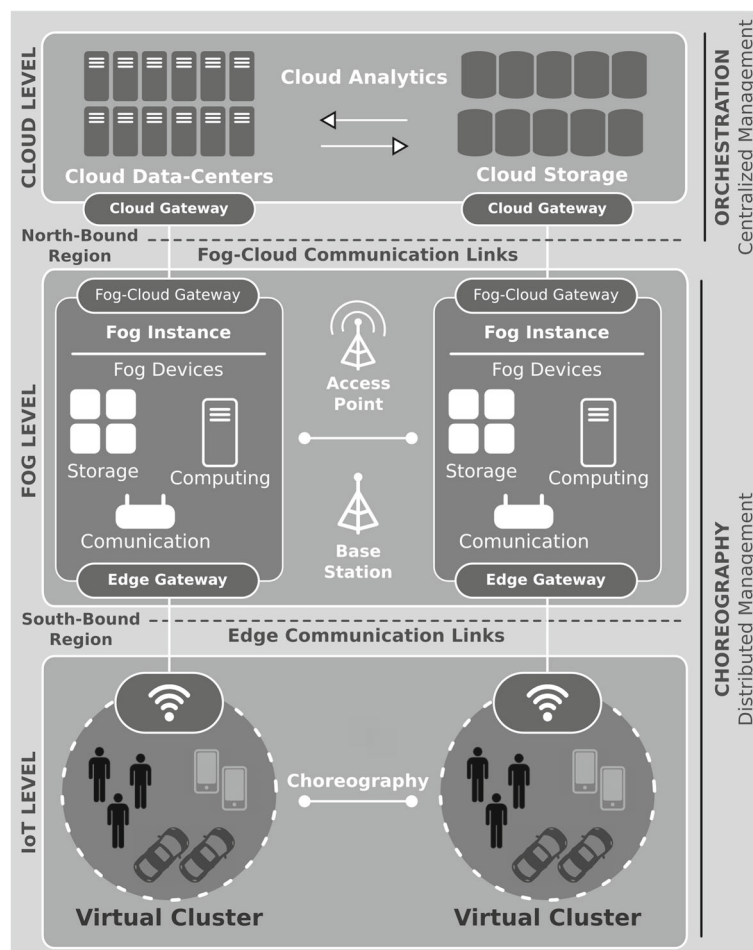 CLOUD LEVEL
Cloud Analytics
Cloud Data-Centers
Cloud Storage
Cloud Gateway
Cloud Gateway
ORCHESTRATION
Centralized Management
North-Bound
Region
Fog-Cloud Communication Links
FOG LEVEL
Fog-Cloud Gateway
Fog Instance
Fog Devices
Storage
Computing
Comunication
Edge Gateway
Access
Point
Base
Station
Fog-Cloud Gateway
Fog Instance
Fog Devices
Storage
Computing
Comunication
Edge Gateway
CHOREOGRAPHY
Distributed Management
South-Bound
Region
Edge Communication Links
IoT LEVEL
Choreography
Virtual Cluster
Virtual Cluster